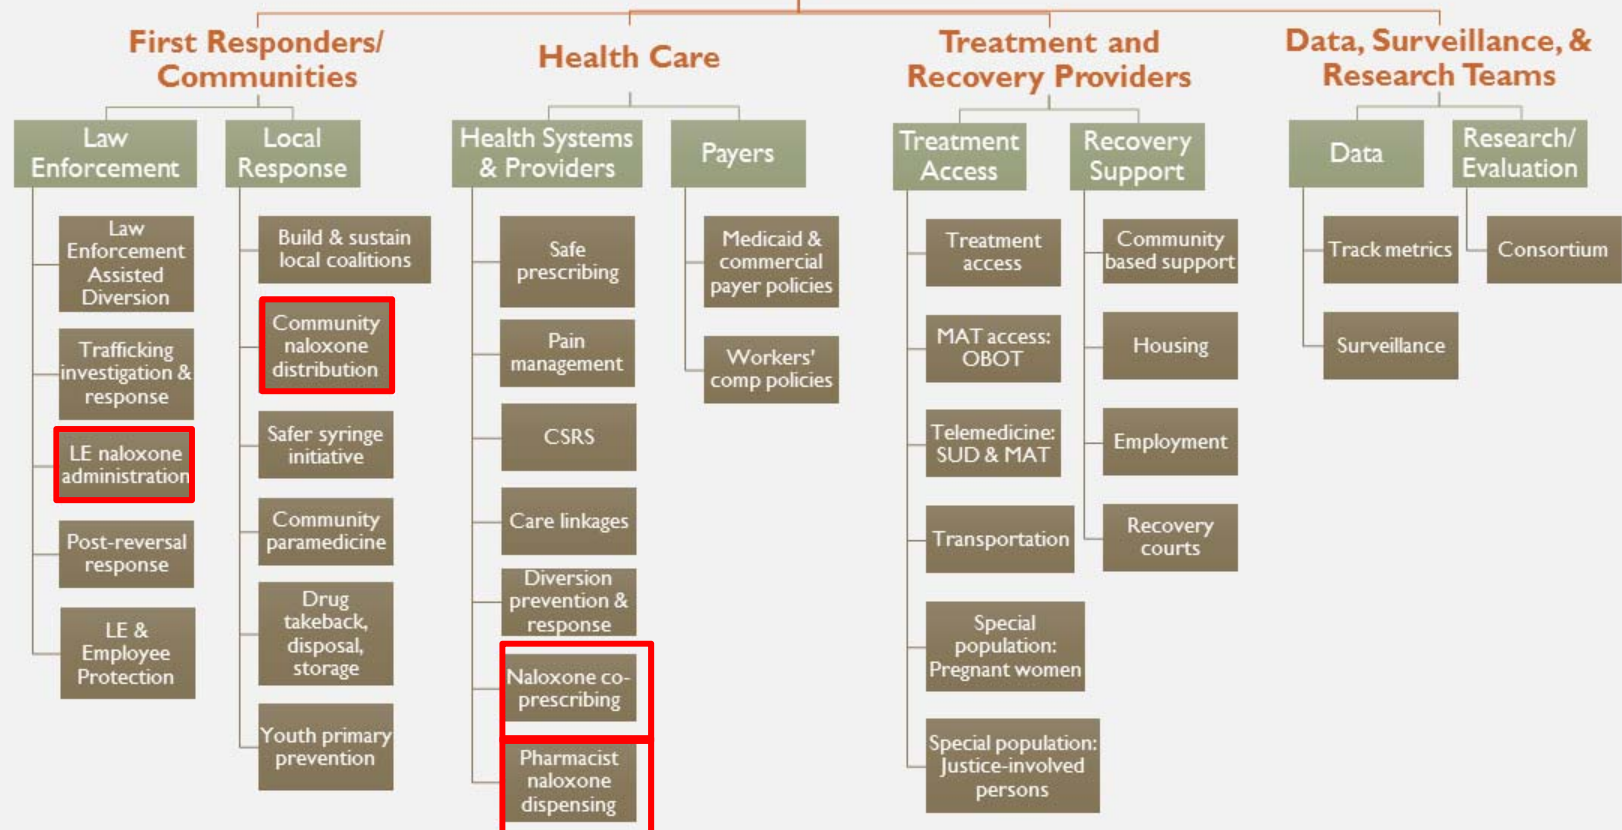 First Responders/
Communities
Health Care
Treatment and
Recovery Providers
Data, Surveillance, &
Research Teams
Law
Enforcement
Local
Response
Health Systems
& Providers
Payers
Treatment
Access
Recovery
Support
Data
Research/
Evaluation
Law
Enforcement
Assisted
Diversion
Trafficking
investigation &
response
LE naloxone
administration
Post-reversal
response
LE &
Employee
Protection
Build & sustain
local coalitions
Community
naloxone
distribution
Safer syringe
initiative
Community
paramedicine
Drug
takeback,
disposal,
storage
Youth primary
prevention
Safe
prescribing
Pain
management
CSRS
Care linkages
Diversion
prevention &
response
Naloxone co-
prescribing
Pharmacist
naloxone
dispensing
Medicaid &
commercial
payer policies
Workers'
comp policies
Treatment
access
MAT access:
OBOT
Telemedicine:
SUD & MAT
Transportation
Special
population:
Pregnant women
Special population:
Justice-involved
persons
Community
based support
Housing
Employment
Recovery
courts
Track metrics
Surveillance
Consortium